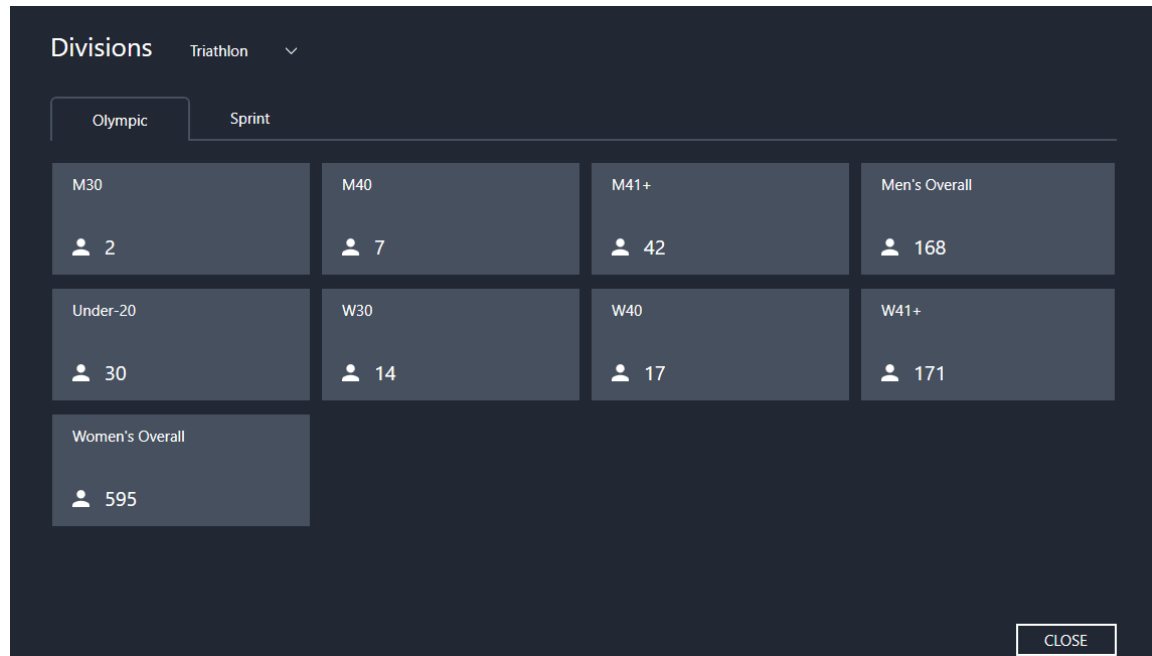 Divisions Triathlon
Olympic Sprint
M30 M40 M41+ Men's Overall
2 7 42 168
Under-20 W30 W40 W41+
30 14 17 171
Women's Overall
595
CLOSE